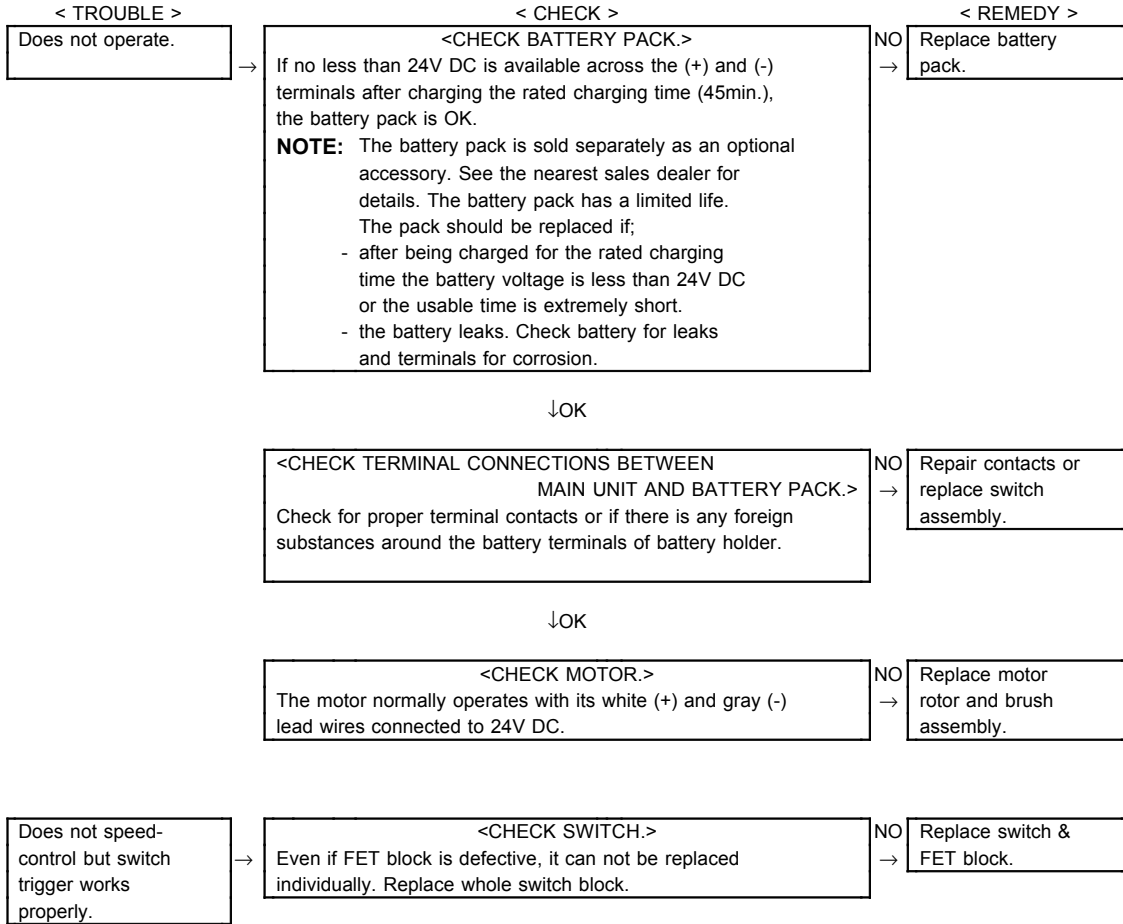 < TROUBLE >
< CHECK >
< REMEDY >
Does not operate.
→
<CHECK BATTERY PACK.>
If no less than 24V DC is available across the (+) and (-)
terminals after charging the rated charging time (45min.),
the battery pack is OK.
NOTE: The battery pack is sold separately as an optional
accessory. See the nearest sales dealer for
details. The battery pack has a limited life.
The pack should be replaced if;
- after being charged for the rated charging
time the battery voltage is less than 24V DC
or the usable time is extremely short.
- the battery leaks. Check battery for leaks
and terminals for corrosion.
NO
→
Replace battery
pack.
↓OK
<CHECK TERMINAL CONNECTIONS BETWEEN
MAIN UNIT AND BATTERY PACK.>
Check for proper terminal contacts or if there is any foreign
substances around the battery terminals of battery holder.
NO
→
Repair contacts or
replace switch
assembly.
↓OK
<CHECK MOTOR.>
The motor normally operates with its white (+) and gray (-)
lead wires connected to 24V DC.
NO
→
Replace motor
rotor and brush
assembly.
Does not speed-
control but switch
trigger works
properly.
→
<CHECK SWITCH.>
Even if FET block is defective, it can not be replaced
individually. Replace whole switch block.
NO
→
Replace switch &
FET block.